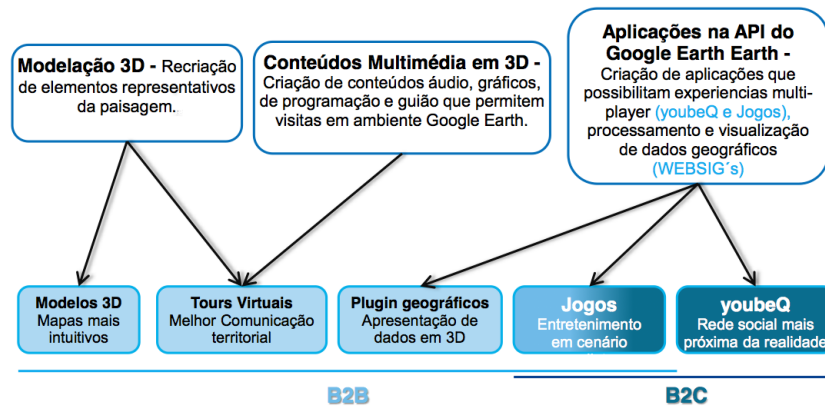 Modelação 3D - Recriação
de elementos representativos
da paisagem.
Conteúdos Multimédia em 3D -
Criação de conteúdos áudio, gráficos,
de programação e guião que permitem
visitas em ambiente Google Earth.
Aplicações na API do
Google Earth Earth -
Criação de aplicações que
possibilitam experiencias multi-
player (youbeQ e Jogos),
processamento e visualização
de dados geográficos
(WEBSIG´s)
Modelos 3D
Mapas mais
intuitivos
Tours Virtuais
Melhor Comunicação
territorial
Plugin geográficos
Apresentação de
dados em 3D
Jogos
Entretenimento
em cenário
youbeQ
Rede social mais
próxima da realidade
B2B
B2C